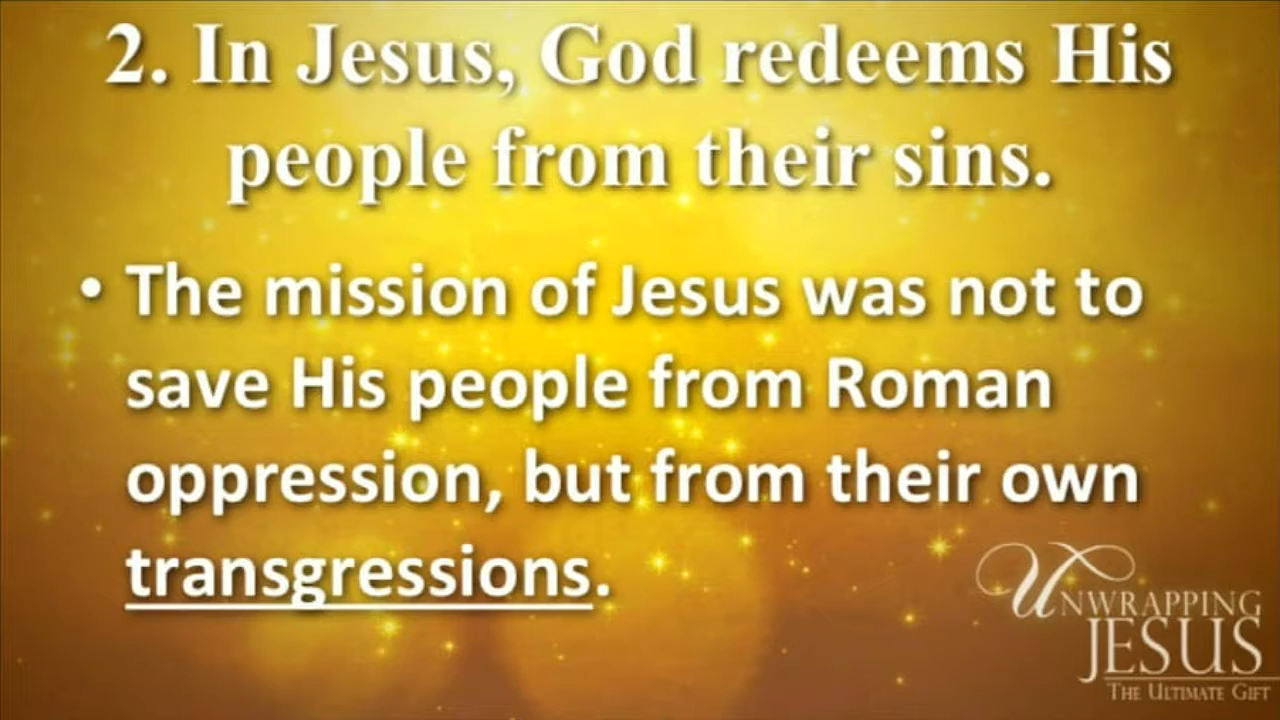 2. In Jesus, God redeems His
people from their sins.
• The mission of Jesus was not to
save His people from Roman
oppression, but from their own
transgressions.
UNWRAPPING
JESUS
THE ULTIMATE GIFT